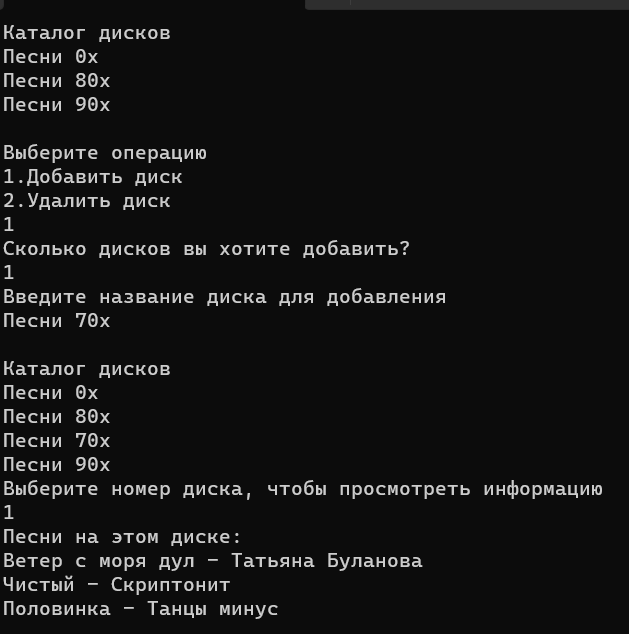 Каталог дисков
Песни 0х
Песни 80х
Песни 90х
Выберите операцию
1.Добавить диск
2.Удалить диск
1
Сколько дисков вы хотите добавить?
1
Введите название диска для добавления
Песни 70х
Каталог дисков
Песни 0х
Песни 80х
Песни 70х
Песни 90х
Выберите номер диска, чтобы просмотреть информацию
1
Песни на этом диске:
Ветер с моря дул – Татьяна Буланова
Чистый – Скриптонит
Половинка – Танцы минус